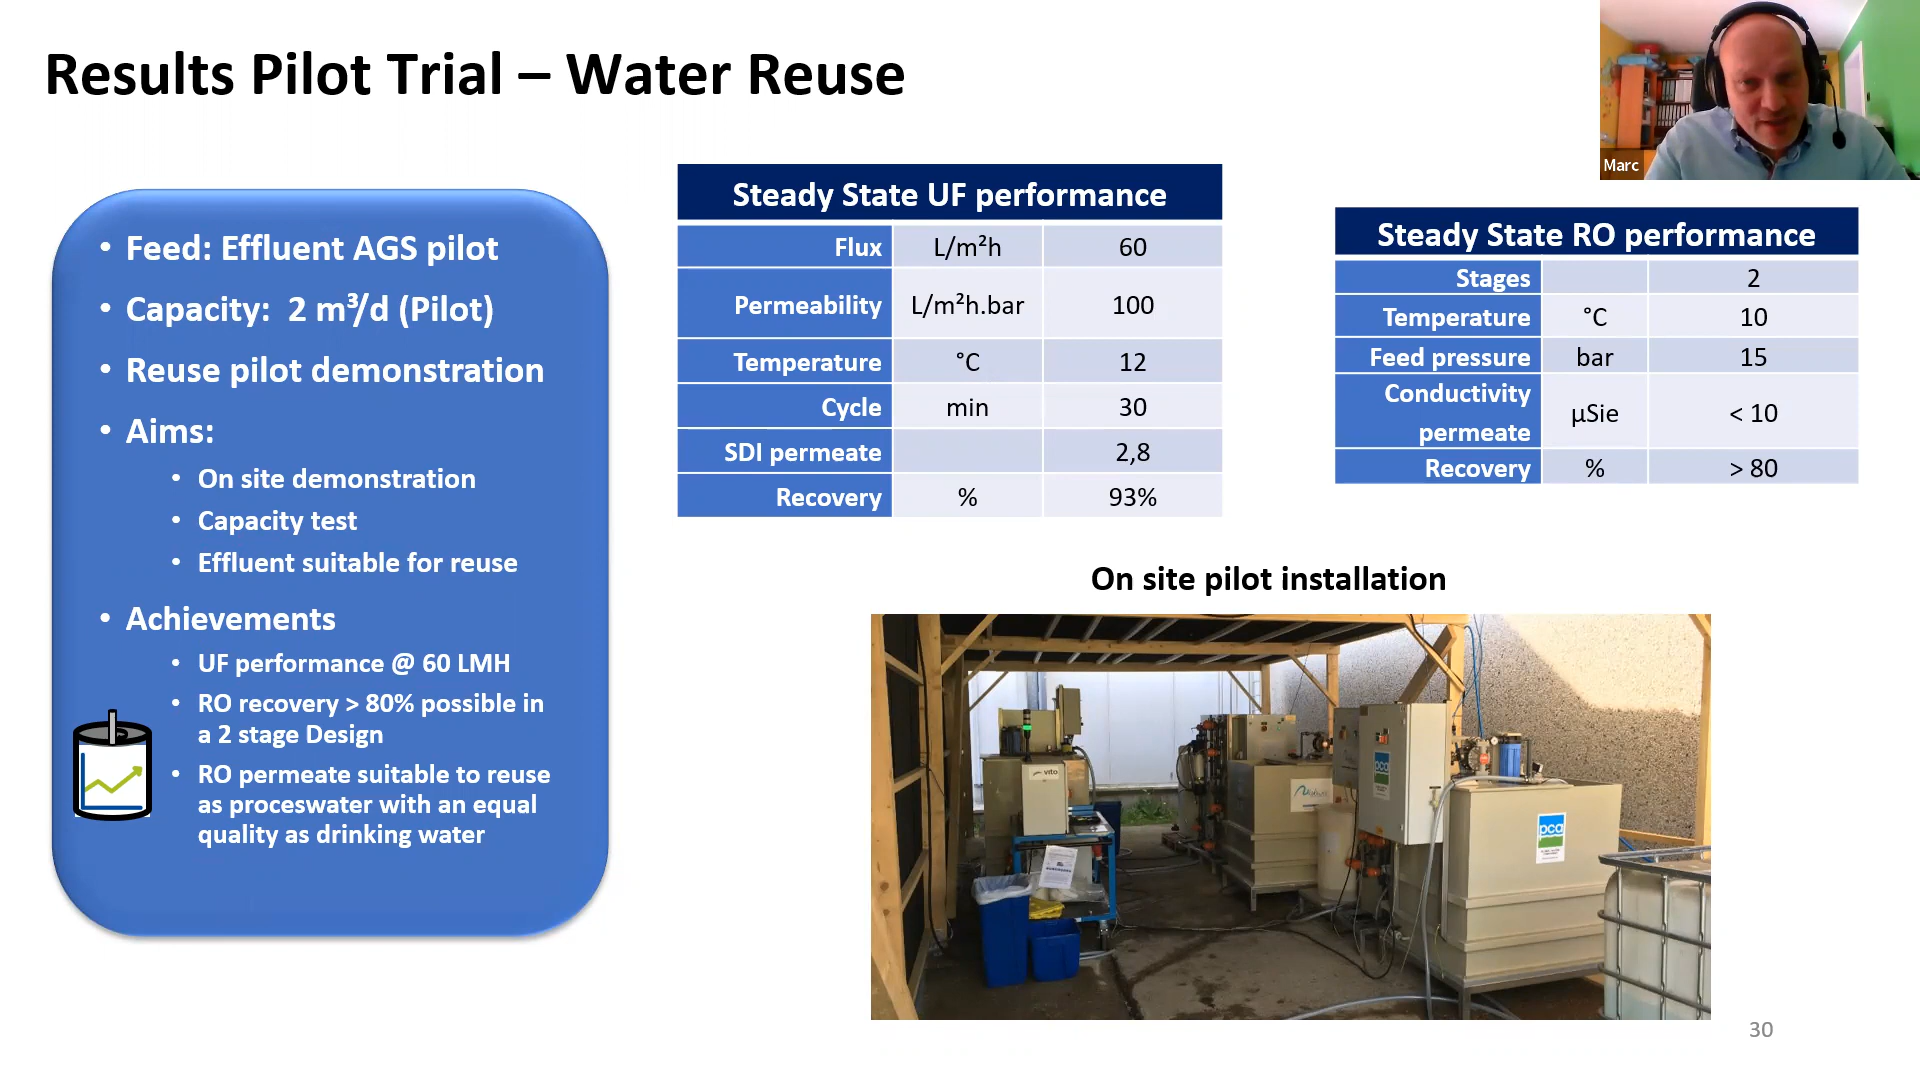 Results Pilot Trial – Water Reuse
Marc
• Feed: Effluent AGS pilot
• Capacity: 2 m³/d (Pilot)
• Reuse pilot demonstration
• Aims:
• On site demonstration
• Capacity test
• Effluent suitable for reuse
• Achievements
• UF performance @ 60 LMH
• RO recovery > 80% possible in
a 2 stage Design
• RO permeate suitable to reuse
as proceswater with an equal
quality as drinking water
Steady State UF performance
Flux L/m²h 60
Permeability L/m²h.bar 100
Temperature °C 12
Cycle min 30
SDI permeate 2,8
Recovery % 93%
Steady State RO performance
Stages 2
Temperature °C 10
Feed pressure bar 15
Conductivity
permeate µSie < 10
Recovery % > 80
On site pilot installation
vito
pca
pca
30